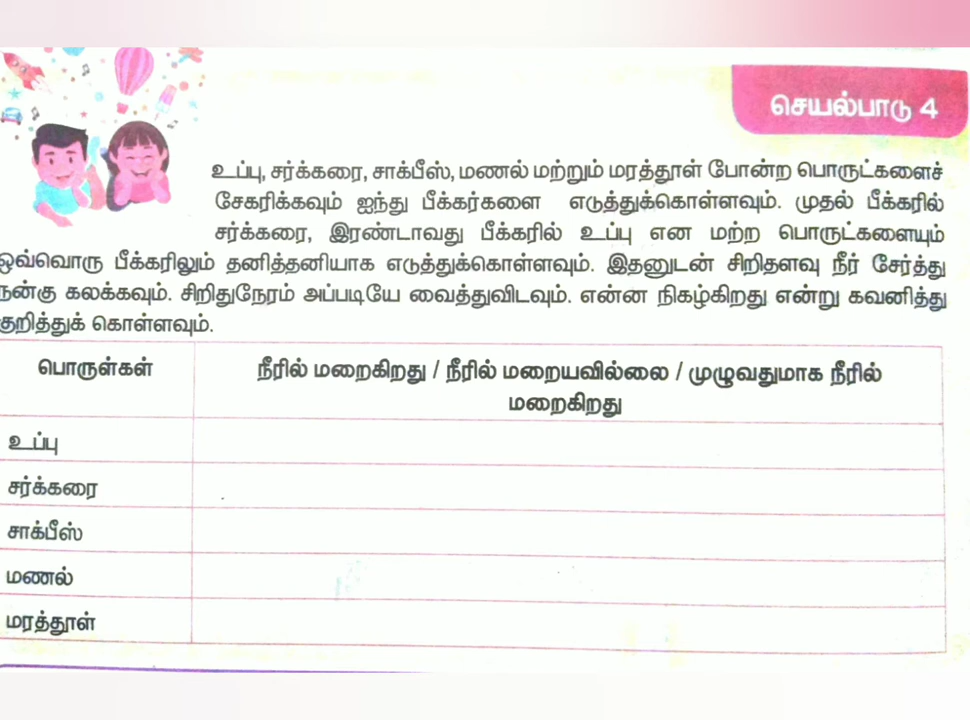 செயல்பாடு 4
உப்பு, சர்க்கரை, சாக்பீஸ், மணல் மற்றும் மரத்தூள் போன்ற பொருட்களைச்
சேகரிக்கவும் ஐந்து பீக்கர்களை எடுத்துக்கொள்ளவும். முதல் பீக்கரில்
சர்க்கரை, இரண்டாவது பீக்கரில் உப்பு என மற்ற பொருட்களையும்
ஒவ்வொரு பீக்கரிலும் தனித்தனியாக எடுத்துக்கொள்ளவும். இதனுடன் சிறிதளவு நீர் சேர்த்து
நன்கு கலக்கவும். சிறிதுநேரம் அப்படியே வைத்துவிடவும். என்ன நிகழ்கிறது என்று கவனித்து
குறித்துக் கொள்ளவும்.
பொருள்கள்
நீரில் மறைகிறது / நீரில் மறையவில்லை / முழுவதுமாக நீரில்
மறைகிறது
உப்பு
சர்க்கரை
சாக்பீஸ்
மணல்
மரத்தூள்